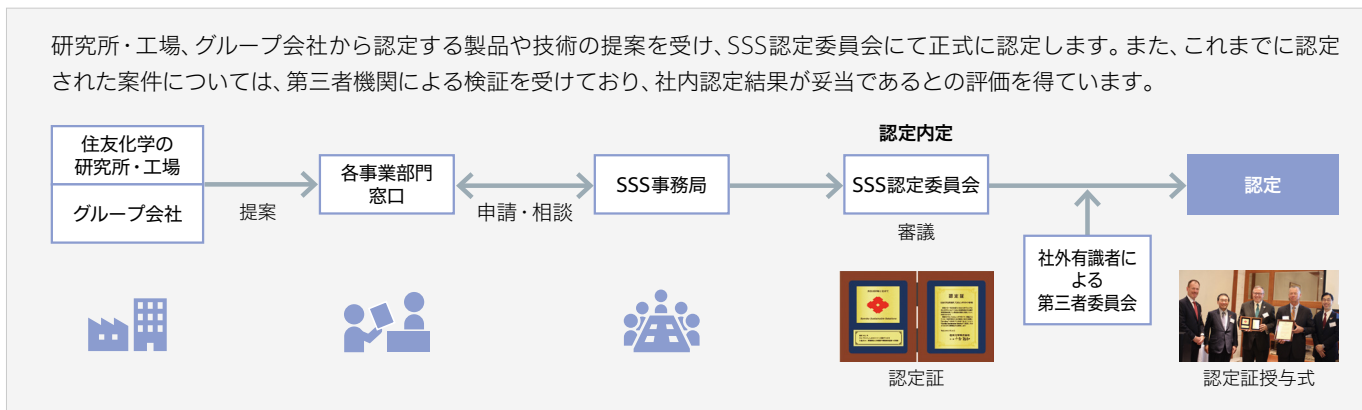 研究所・工場、グループ会社から認定する製品や技術の提案を受け、SSS認定委員会にて正式に認定します。また、これまでに認定
された案件については、第三者機関による検証を受けており、社内認定結果が妥当であるとの評価を得ています。
住友化学の
研究所・工場
グループ会社
提案
各事業部門
窓口
申請・相談
SSS事務局
認定内定
SSS認定委員会
審議
社外有識者に
よる
第三者委員会
認定
認定証
認定証
認定証授与式